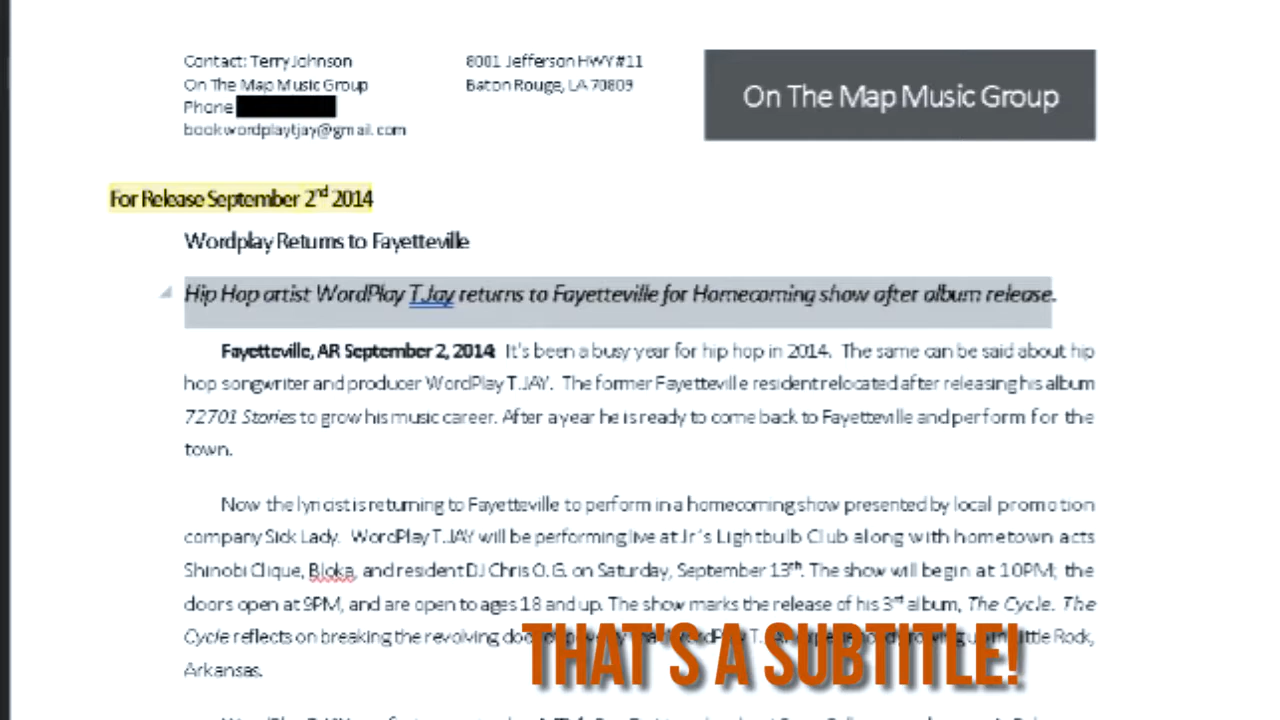 Contact: Terry Johnson
On The Map Music Group
Phone
bookwordplaytjay@gmail.com
8001 Jefferson HWY #11
Baton Rouge, LA 70809
On The Map Music Group
For Release September 2nd 2014
Wordplay Returns to Fayetteville
Hip Hop artist WordPlay T.Jay returns to Fayetteville for Homecoming show after album release.
Fayetteville, AR September 2, 2014: It's been a busy year for hip hop in 2014. The same can be said about hip
hop songwriter and producer WordPlay T.JAY. The former Fayetteville resident relocated after releasing his album
72701 Stories to grow his music career. After a year he is ready to come back to Fayetteville and perform for the
town.
Now the lyricist is returning to Fayetteville to perform in a homecoming show presented by local promotion
company Sick Lady. WordPlay T.JAY will be performing live at Jr's Lightbulb Club along with hometown acts
Shinobi Clique, Bloka, and resident DJ Chris O.G. on Saturday, September 13th. The show will begin at 10PM; the
doors open at 9PM, and are open to ages 18 and up. The show marks the release of his 3rd album, The Cycle. The
Cycle reflects on breaking the revolving door of up in Little Rock,
Arkansas.
THAT'S A SUBTITLE!